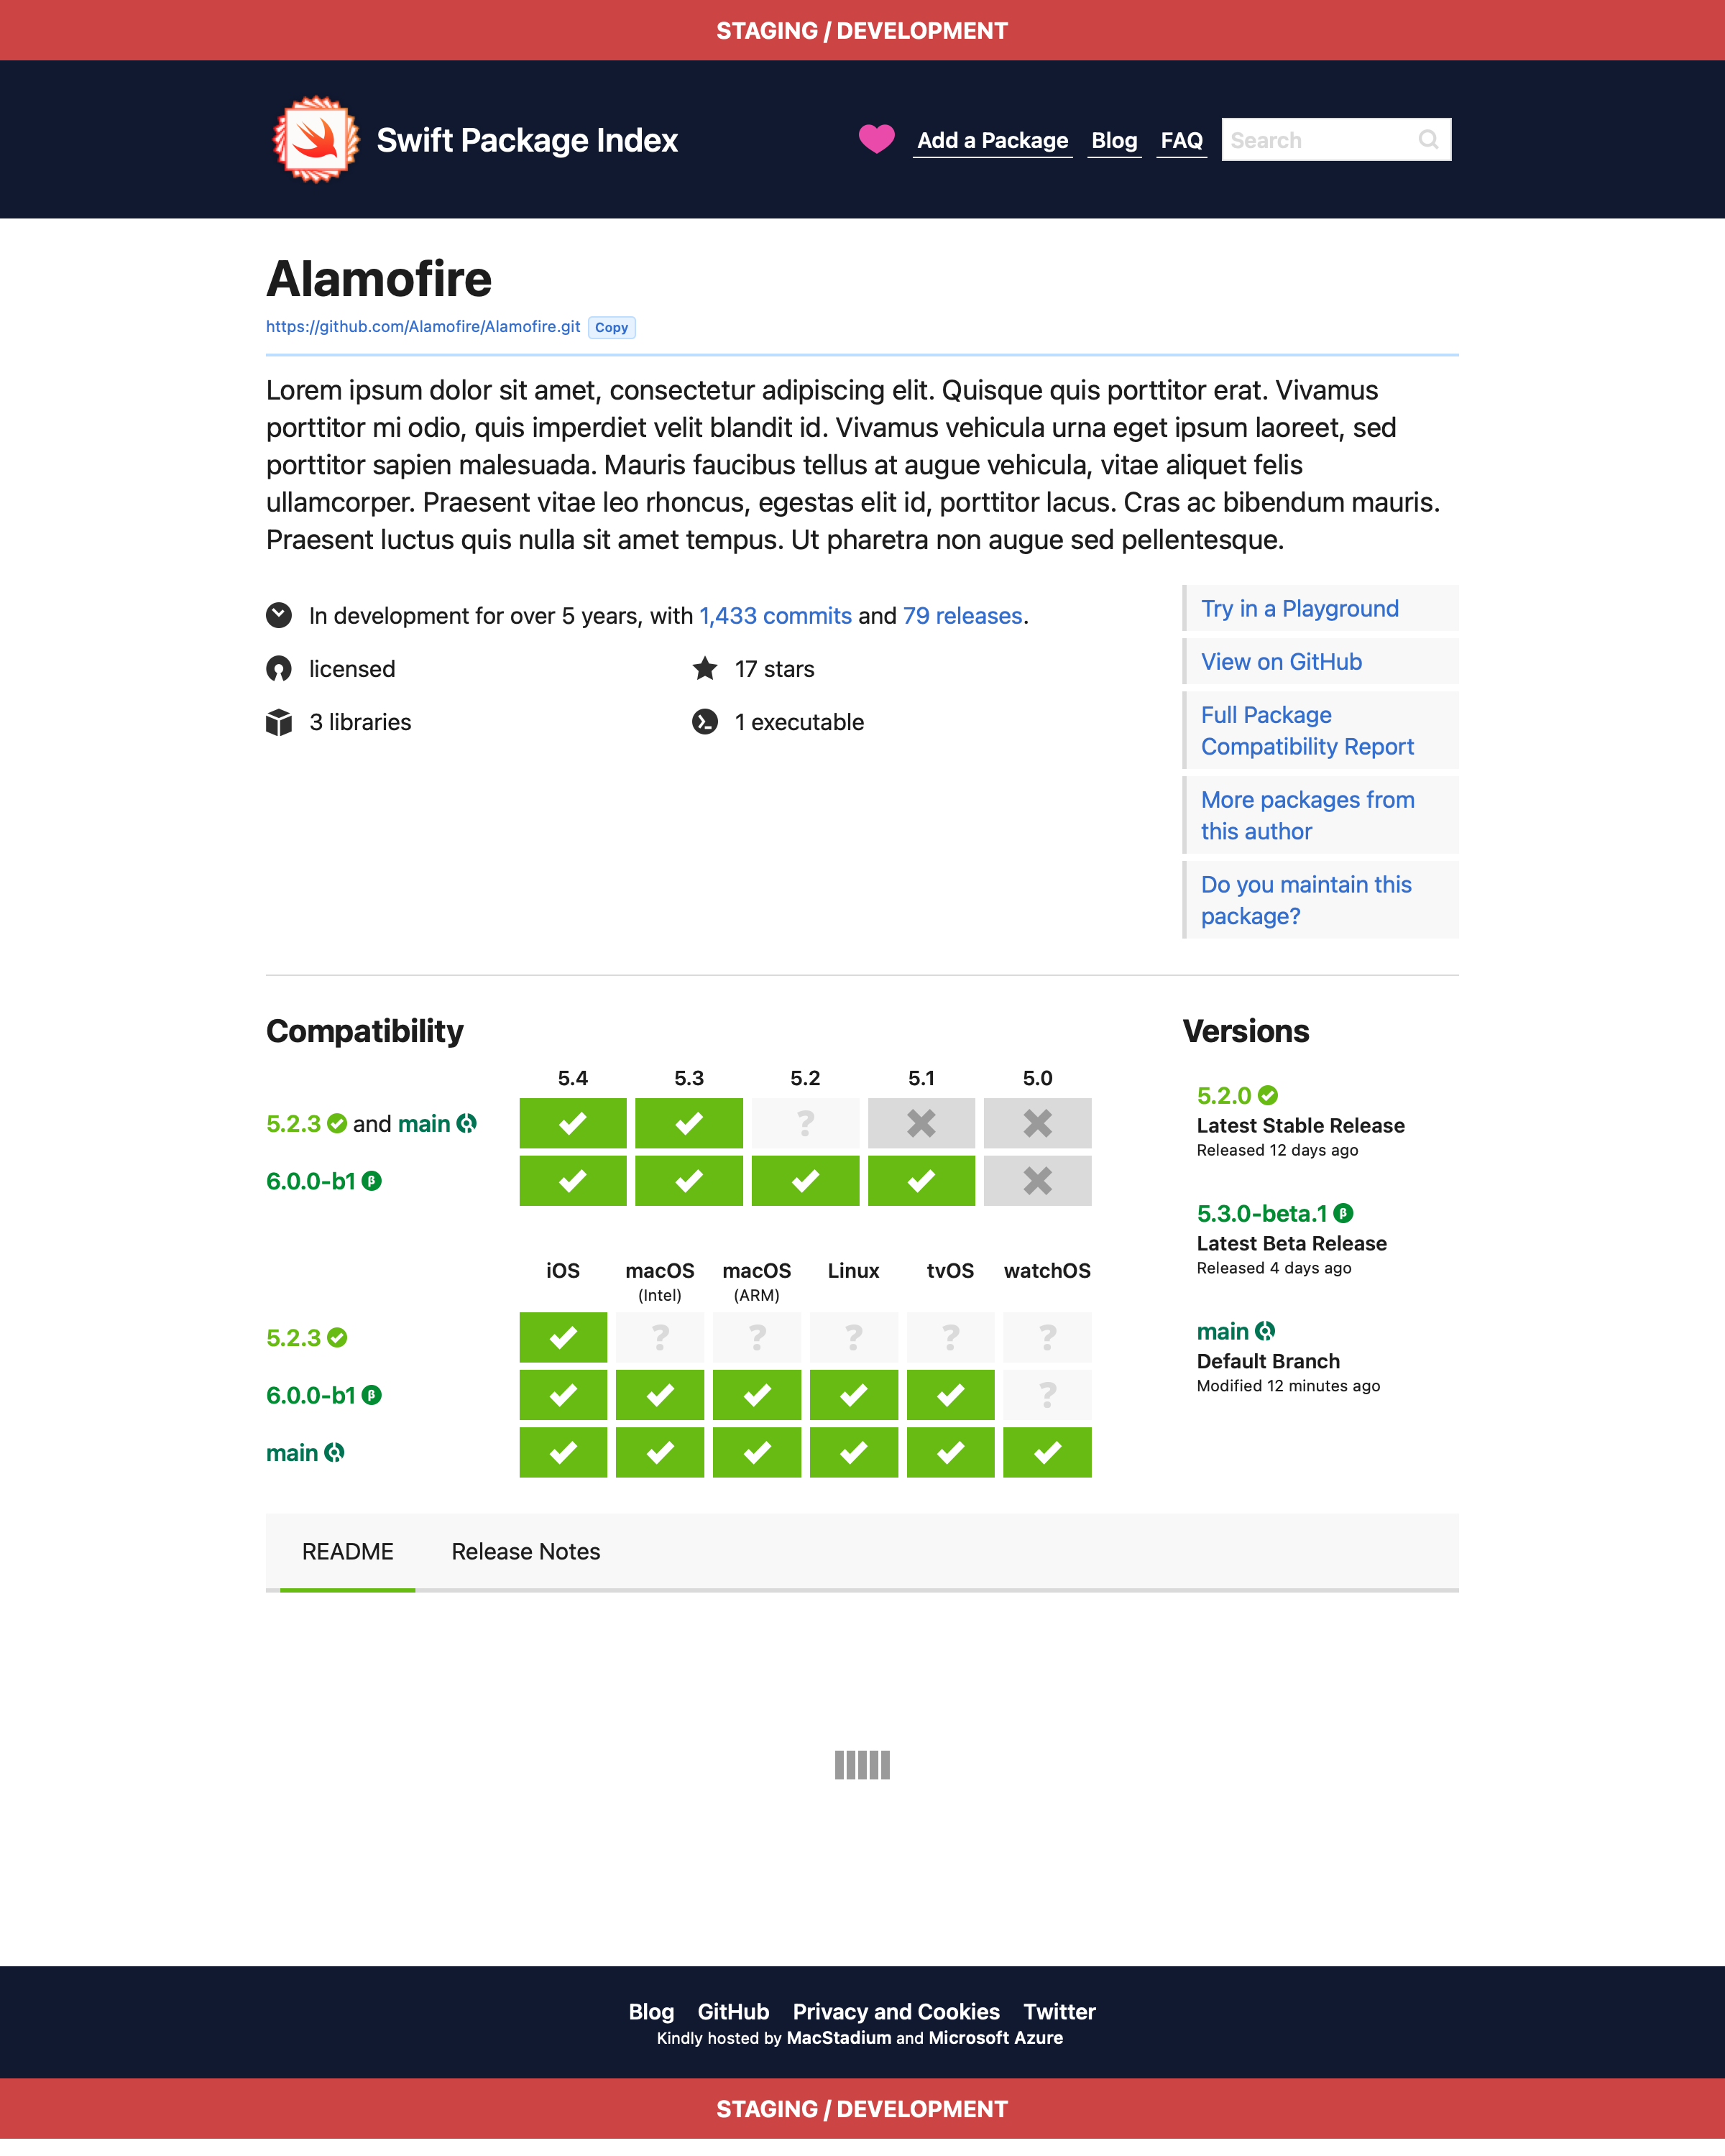 STAGING / DEVELOPMENT
Swift Package Index
Add a Package Blog FAQ Search
Alamofire
https://github.com/Alamofire/Alamofire.git Copy
Lorem ipsum dolor sit amet, consectetur adipiscing elit. Quisque quis porttitor erat. Vivamus
porttitor mi odio, quis imperdiet velit blandit id. Vivamus vehicula urna eget ipsum laoreet, sed
porttitor sapien malesuada. Mauris faucibus tellus at augue vehicula, vitae aliquet felis
ullamcorper. Praesent vitae leo rhoncus, egestas elit id, porttitor lacus. Cras ac bibendum mauris.
Praesent luctus quis nulla sit amet tempus. Ut pharetra non augue sed pellentesque.
In development for over 5 years, with 1,433 commits and 79 releases.
licensed
17 stars
3 libraries
1 executable
Try in a Playground
View on GitHub
Full Package
Compatibility Report
More packages from
this author
Do you maintain this
package?
Compatibility
5.4 5.3 5.2 5.1 5.0
5.2.3 and main
?
6.0.0-b1 β
iOS macOS macOS Linux tvOS watchOS
(Intel) (ARM)
5.2.3
? ? ? ? ?
6.0.0-b1 β
?
main
Versions
5.2.0
Latest Stable Release
Released 12 days ago
5.3.0-beta.1 β
Latest Beta Release
Released 4 days ago
main
Default Branch
Modified 12 minutes ago
README Release Notes
Blog GitHub Privacy and Cookies Twitter
Kindly hosted by MacStadium and Microsoft Azure
STAGING / DEVELOPMENT